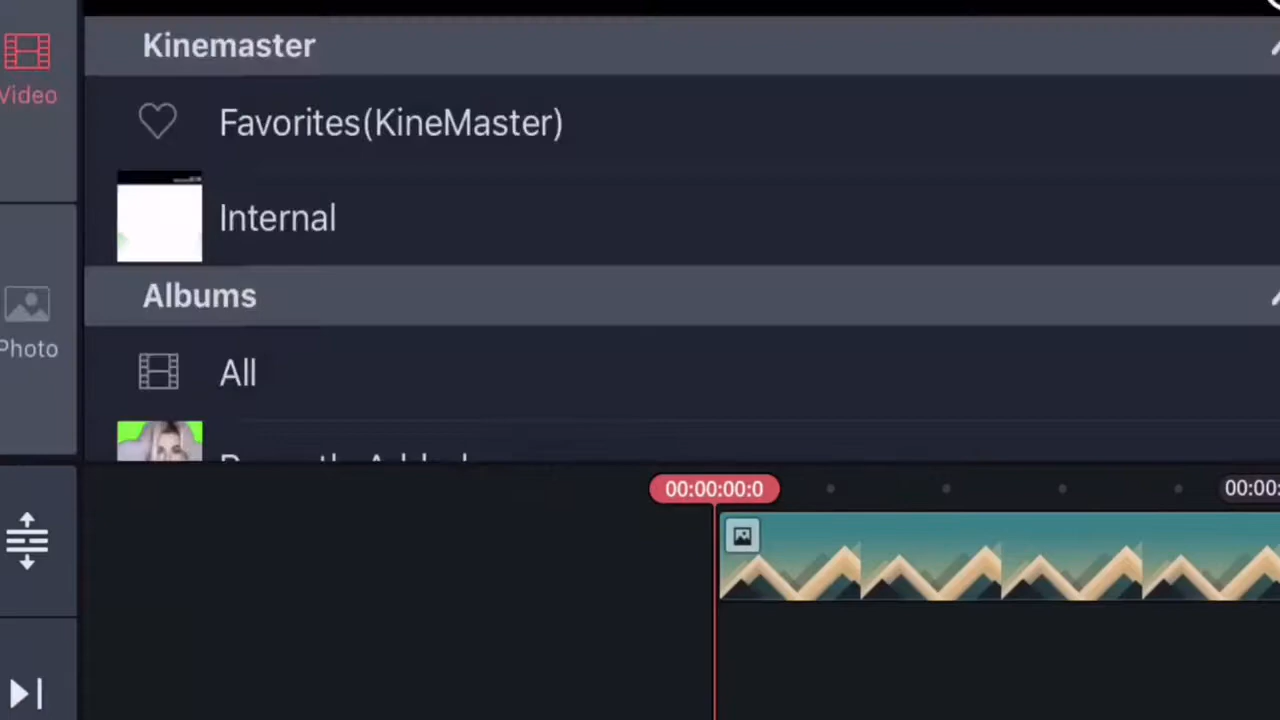 Kinemaster
Video
Favorites(KineMaster)
Internal
Albums
Photo
All
00:00:00:0
00:00: